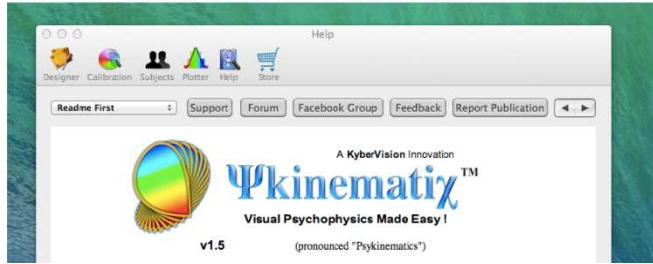 Help
Designer Calibration Subjects Plotter Help Store
Readme First Support Forum Facebook Group Feedback Report Publication
A KyberVision Innovation
Ψkinematiχ™
Visual Psychophysics Made Easy !
v1.5 (pronounced "Psykinematics")